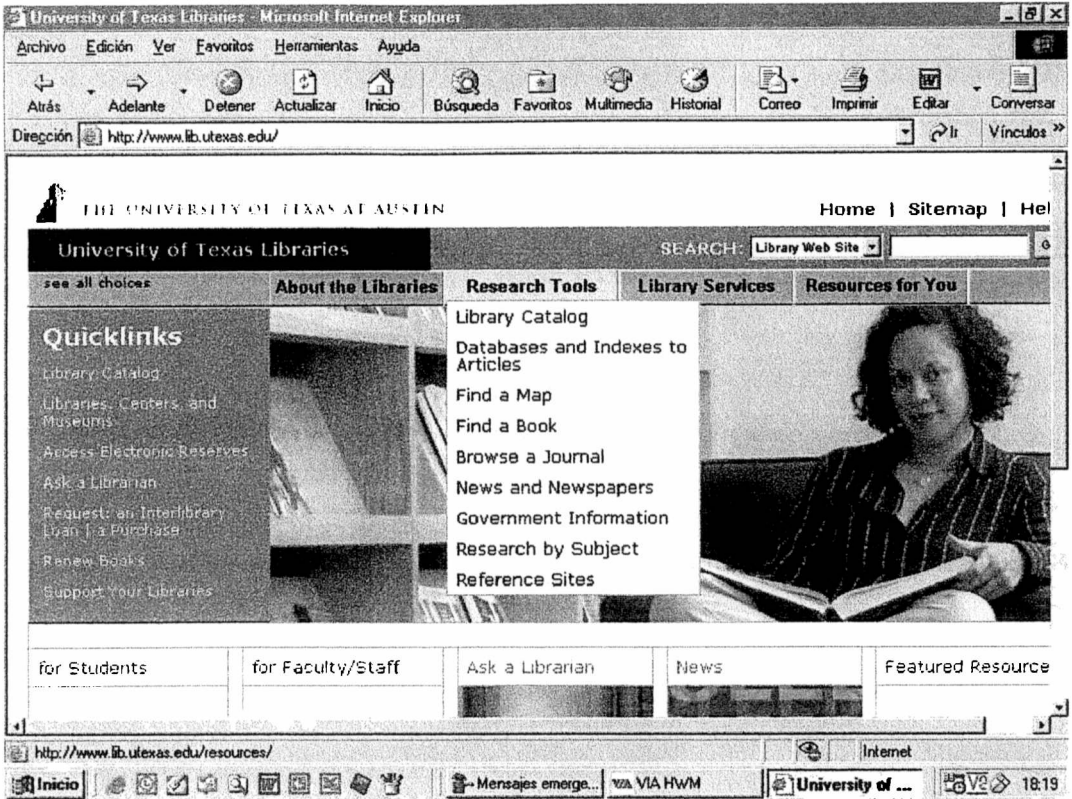 University of Texas Libraries - Microsoft Internet Explorer
Archivo Edición Ver Favoritos Herramientas Ayuda
Atrás Adelante Detener Actualizar Inicio Búsqueda Favoritos Multimedia Historial Correo Imprimir Editar Conversar
Dirección http://www.lib.utexas.edu/ Ir Vínculos »
THE UNIVERSITY OF TEXAS AT AUSTIN
Home | Sitemap | Hel
University of Texas Libraries
SEARCH: Library Web Site G
see all choices About the Libraries Research Tools Library Services Resources for You
Quicklinks
Library Catalog
Libraries, Centers, and
Museums
Access Electronic Reserves
Ask a Librarian
Request: an Interlibrary
Loan | a Purchase
Renew Books
Support Your Libraries
Library Catalog
Databases and Indexes to
Articles
Find a Map
Find a Book
Browse a Journal
News and Newspapers
Government Information
Research by Subject
Reference Sites
for Students for Faculty/Staff Ask a Librarian News Featured Resource
http://www.lib.utexas.edu/resources/ Internet
Inicio Mensajes emerge... VIA HWM University of ... 18:19